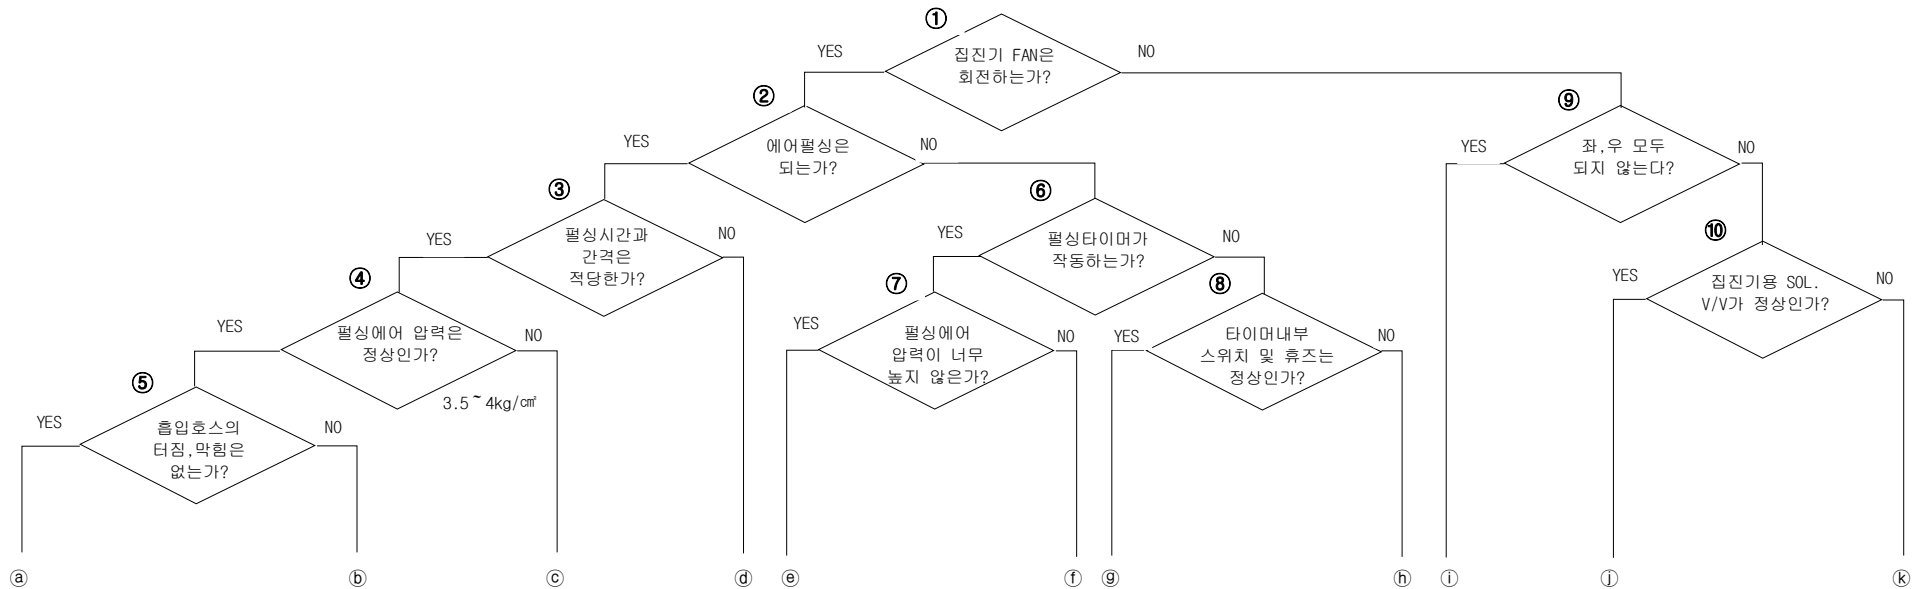 ①
집진기 FAN은
회전하는가?
YES
NO
②
에어펄싱은
되는가?
YES
NO
⑨
좌,우 모두
되지 않는다?
YES
NO
③
펄싱시간과
간격은
적당한가?
YES
NO
⑥
펄싱타이머가
작동하는가?
YES
NO
⑩
집진기용 SOL.
V/V가 정상인가?
YES
NO
④
펄싱에어 압력은
정상인가?
YES
NO
3.5~4kg/㎠
⑦
펄싱에어
압력이 너무
높지 않은가?
YES
NO
⑧
타이머내부
스위치 및 휴즈는
정상인가?
YES
NO
⑤
흡입호스의
터짐,막힘은
없는가?
YES
NO
ⓐ ⓑ ⓒ ⓓ ⓔ ⓕ ⓖ ⓗ ⓘ ⓙ ⓚ